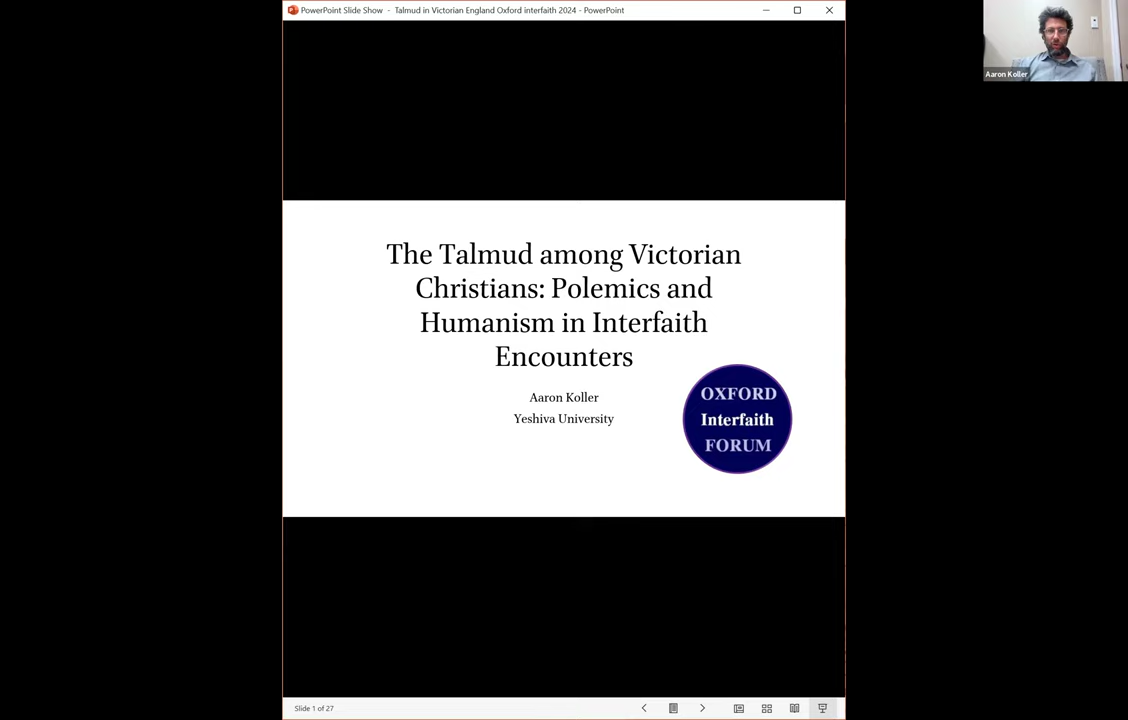 PowerPoint Slide Show - Talmud in Victorian England Oxford interfaith 2024 - PowerPoint
Aaron Koller
The Talmud among Victorian
Christians: Polemics and
Humanism in Interfaith
Encounters
Aaron Koller
Yeshiva University
OXFORD
Interfaith
FORUM
Slide 1 of 27